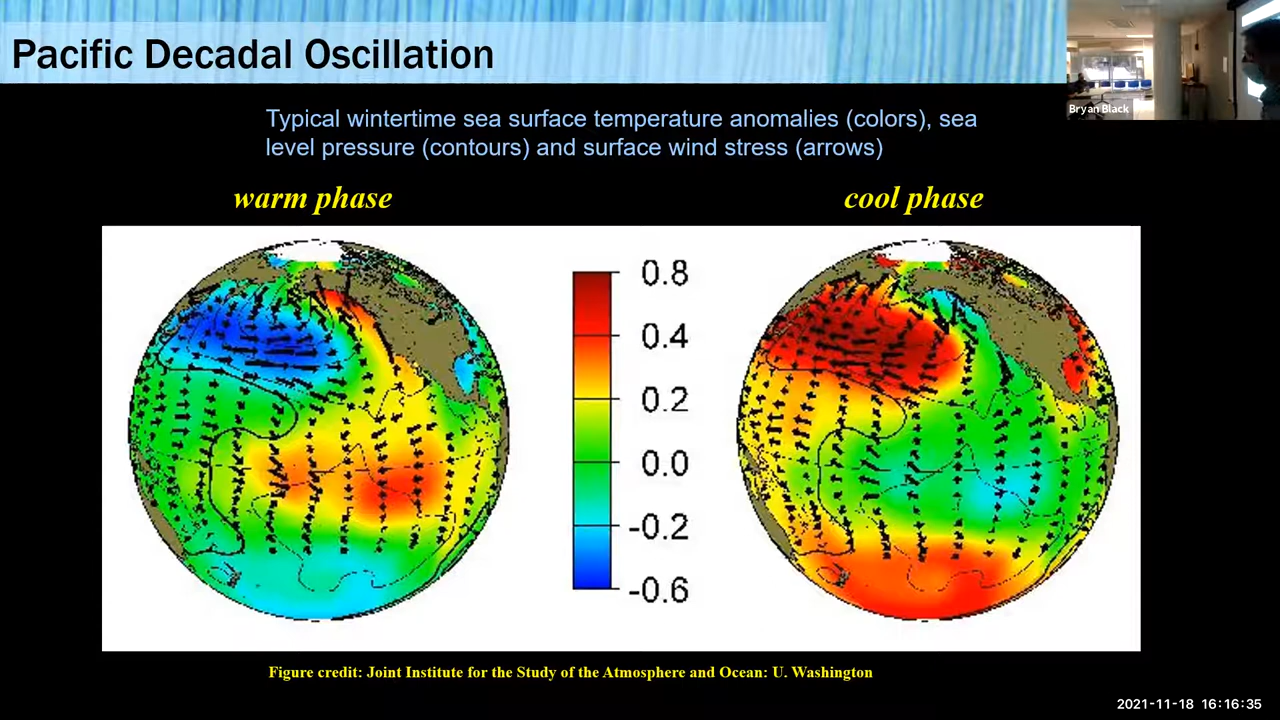 Pacific Decadal Oscillation
Bryan Black
Typical wintertime sea surface temperature anomalies (colors), sea
level pressure (contours) and surface wind stress (arrows)
warm phase
cool phase
0.8
0.4
0.2
0.0
-0.2
-0.6
Figure credit: Joint Institute for the Study of the Atmosphere and Ocean: U. Washington
2021-11-18 16:16:35